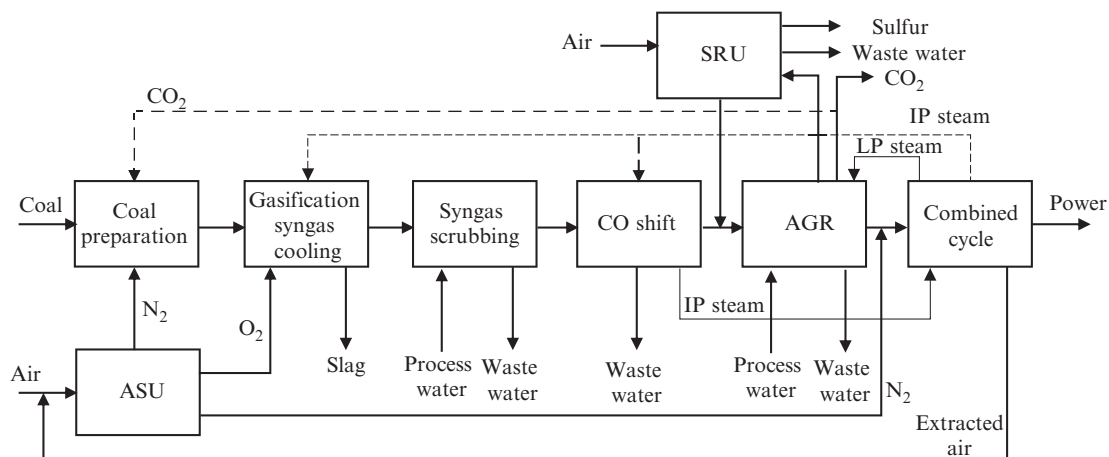 Air
SRU
Sulfur
Waste water
CO₂
CO₂
IP steam
LP steam
Coal
Coal
preparation
Gasification
syngas
cooling
Syngas
scrubbing
CO shift
AGR
Combined
cycle
Power
IP steam
N₂
O₂
Air
ASU
Slag
Process
water
Waste
water
Waste
water
Process
water
Waste
water
N₂
Extracted
air